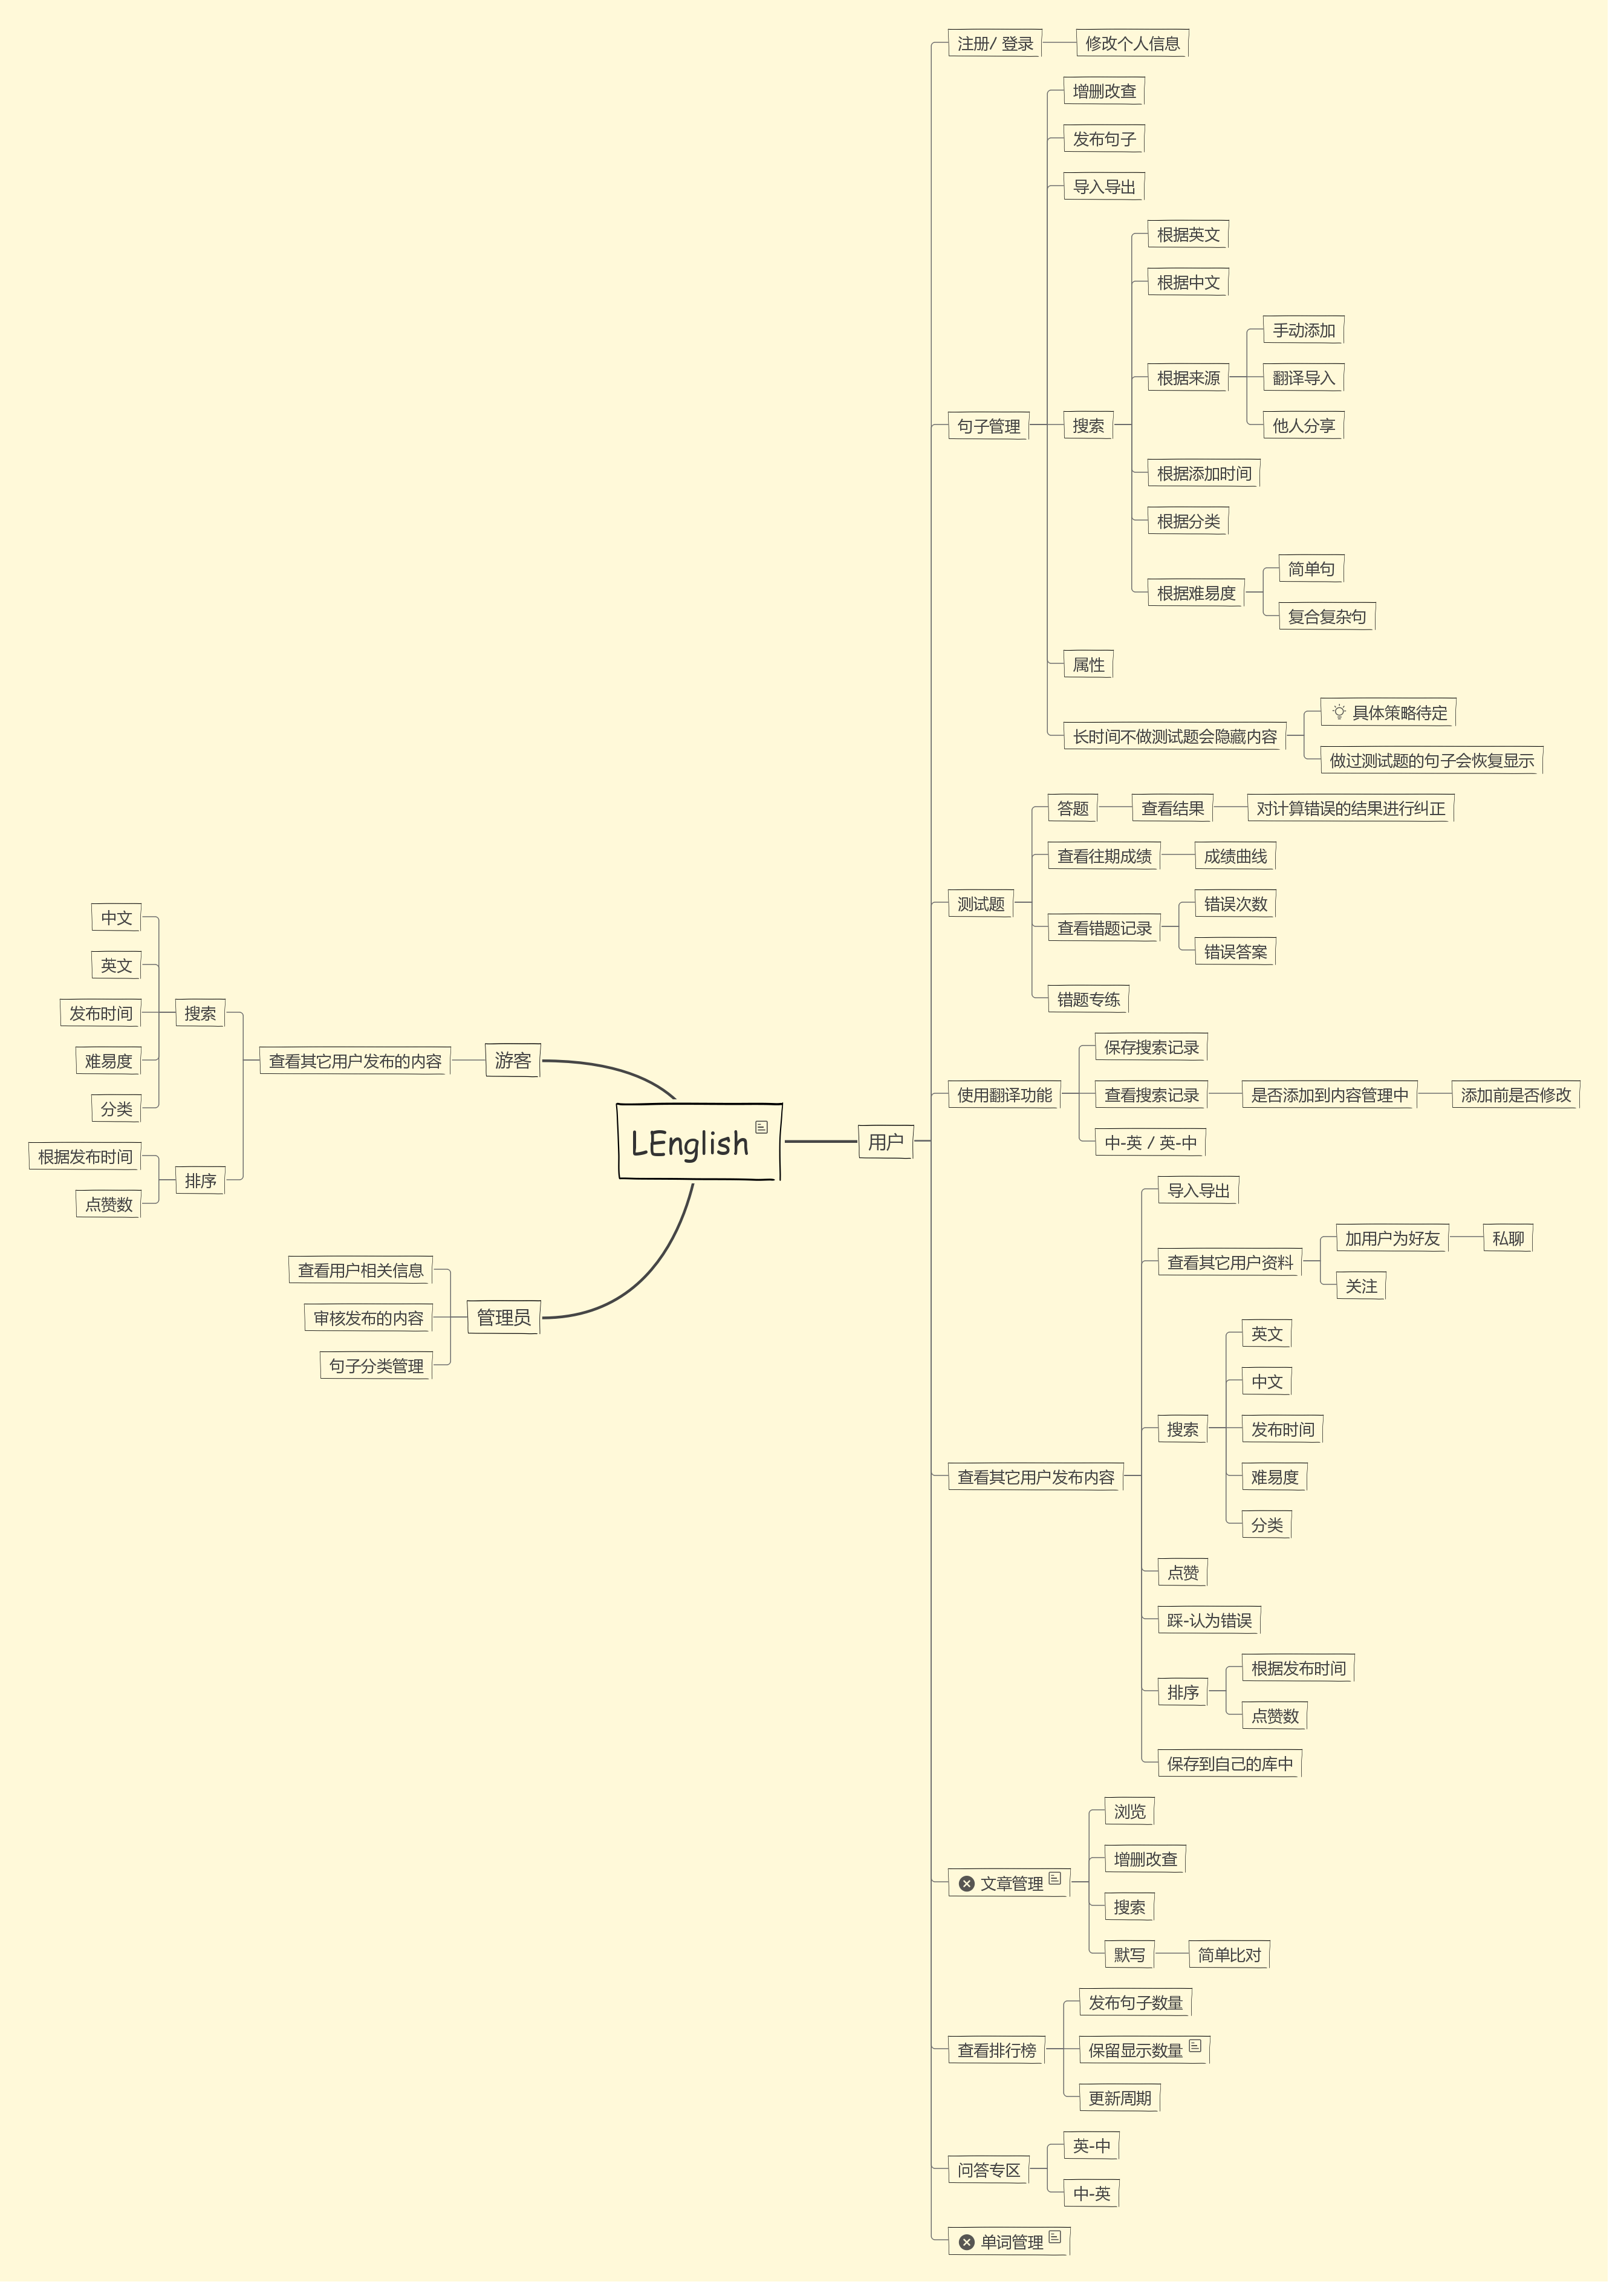 LEnglish
用户
注册/ 登录
修改个人信息
句子管理
增删改查
发布句子
导入导出
搜索
根据英文
根据中文
根据来源
手动添加
翻译导入
他人分享
根据添加时间
根据分类
根据难易度
简单句
复合复杂句
属性
长时间不做测试题会隐藏内容
具体策略待定
做过测试题的句子会恢复显示
测试题
答题
查看结果
对计算错误的结果进行纠正
查看往期成绩
成绩曲线
查看错题记录
错误次数
错误答案
错题专练
使用翻译功能
保存搜索记录
查看搜索记录
是否添加到内容管理中
添加前是否修改
中-英 / 英-中
查看其它用户发布内容
导入导出
查看其它用户资料
加用户为好友
私聊
关注
搜索
英文
中文
发布时间
难易度
分类
点赞
踩-认为错误
排序
根据发布时间
点赞数
保存到自己的库中
文章管理
浏览
增删改查
搜索
默写
简单比对
查看排行榜
发布句子数量
保留显示数量
更新周期
问答专区
英-中
中-英
单词管理
游客
查看其它用户发布的内容
搜索
中文
英文
发布时间
难易度
分类
排序
根据发布时间
点赞数
管理员
查看用户相关信息
审核发布的内容
句子分类管理